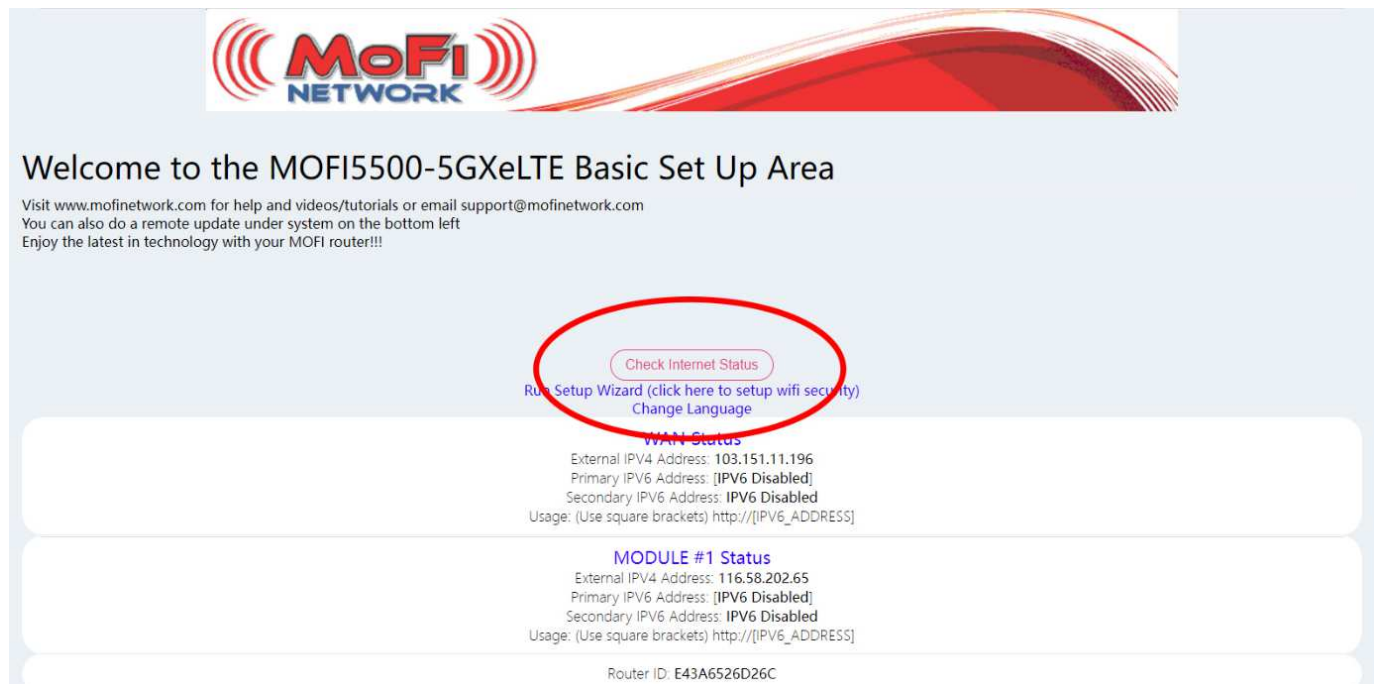 MoFi
NETWORK
Welcome to the MOFI5500-5GXeLTE Basic Set Up Area
Visit www.mofinetwork.com for help and videos/tutorials or email support@mofinetwork.com
You can also do a remote update under system on the bottom left
Enjoy the latest in technology with your MOFI router!!!
Check Internet Status
Run Setup Wizard (click here to setup wifi security)
Change Language
WAN Status
External IPV4 Address: 103.151.11.196
Primary IPV6 Address: [IPV6 Disabled]
Secondary IPV6 Address: IPV6 Disabled
Usage: (Use square brackets) http://[IPV6_ADDRESS]
MODULE #1 Status
External IPV4 Address: 116.58.202.65
Primary IPV6 Address: [IPV6 Disabled]
Secondary IPV6 Address: IPV6 Disabled
Usage: (Use square brackets) http://[IPV6_ADDRESS]
Router ID: E43A6526D26C